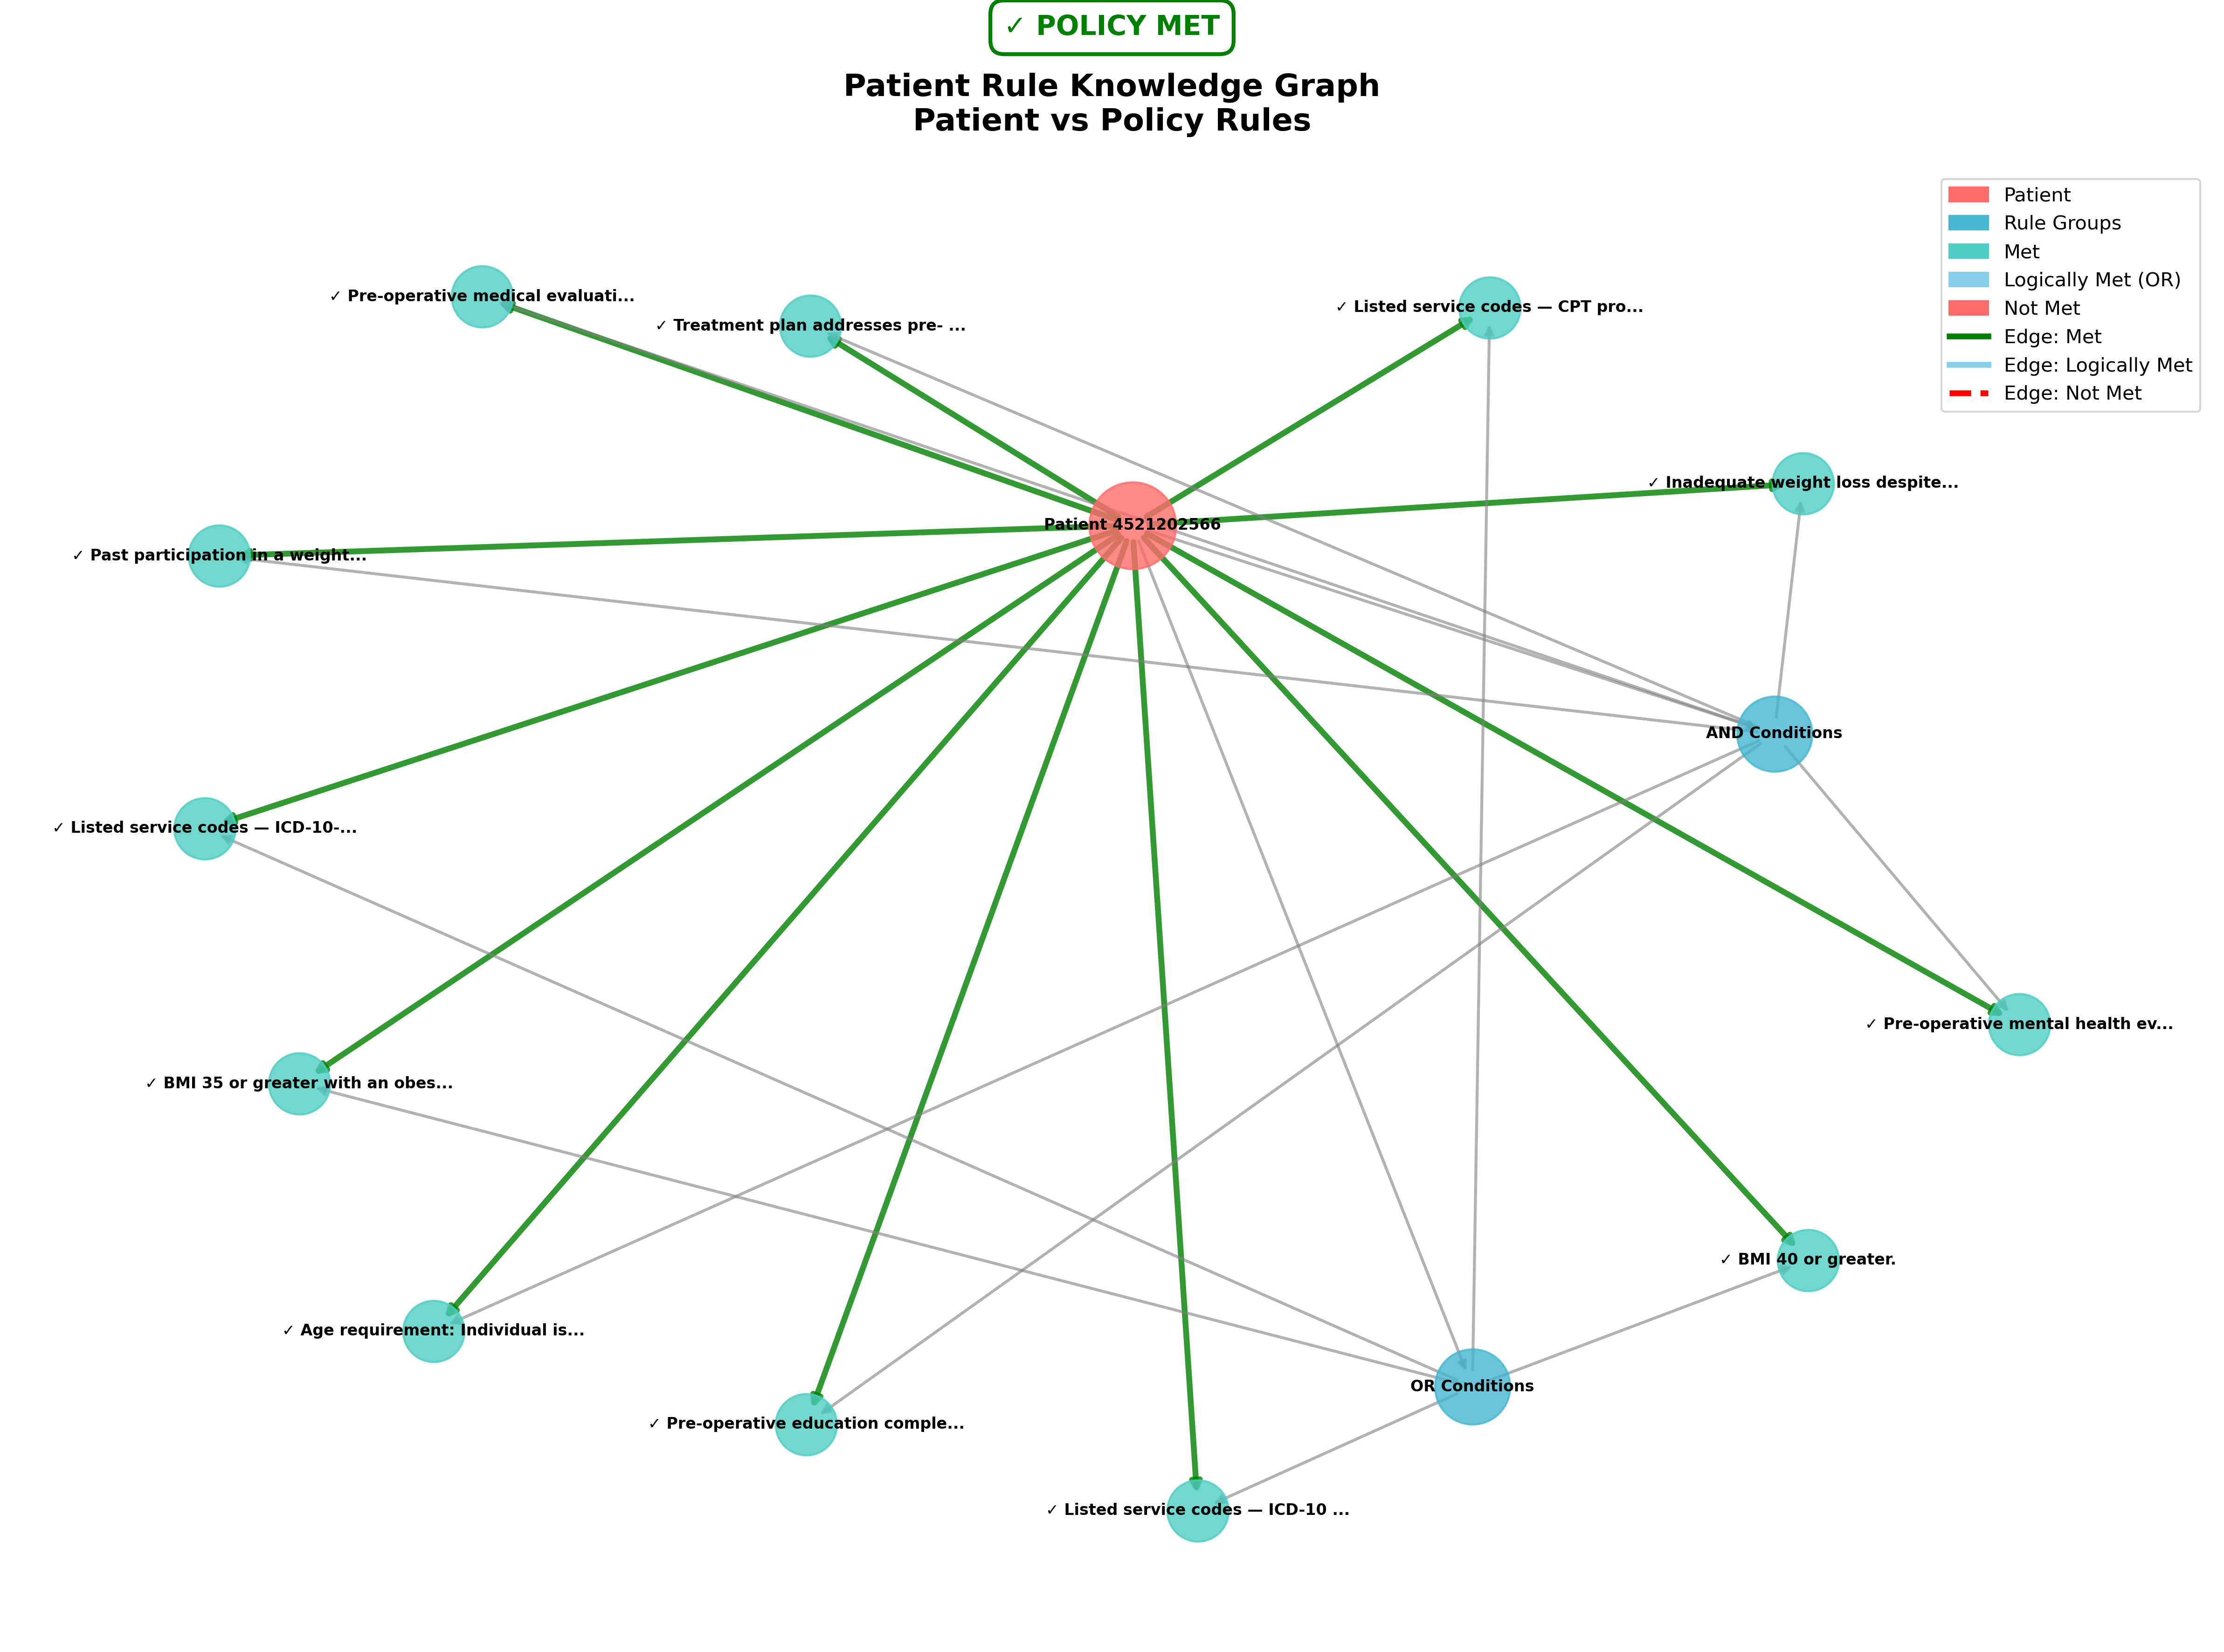 ✓ POLICY MET
Patient Rule Knowledge Graph
Patient vs Policy Rules
Patient
Rule Groups
Met
Logically Met (OR)
Not Met
Edge: Met
Edge: Logically Met
Edge: Not Met
✓ Pre-operative medical evaluati...
✓ Treatment plan addresses pre- ...
✓ Listed service codes — CPT pro...
✓ Inadequate weight loss despite...
Patient 4521202566
✓ Past participation in a weight...
AND Conditions
✓ Listed service codes — ICD-10-...
✓ Pre-operative mental health ev...
✓ BMI 35 or greater with an obes...
✓ BMI 40 or greater.
✓ Age requirement: Individual is...
OR Conditions
✓ Pre-operative education comple...
✓ Listed service codes — ICD-10 ...